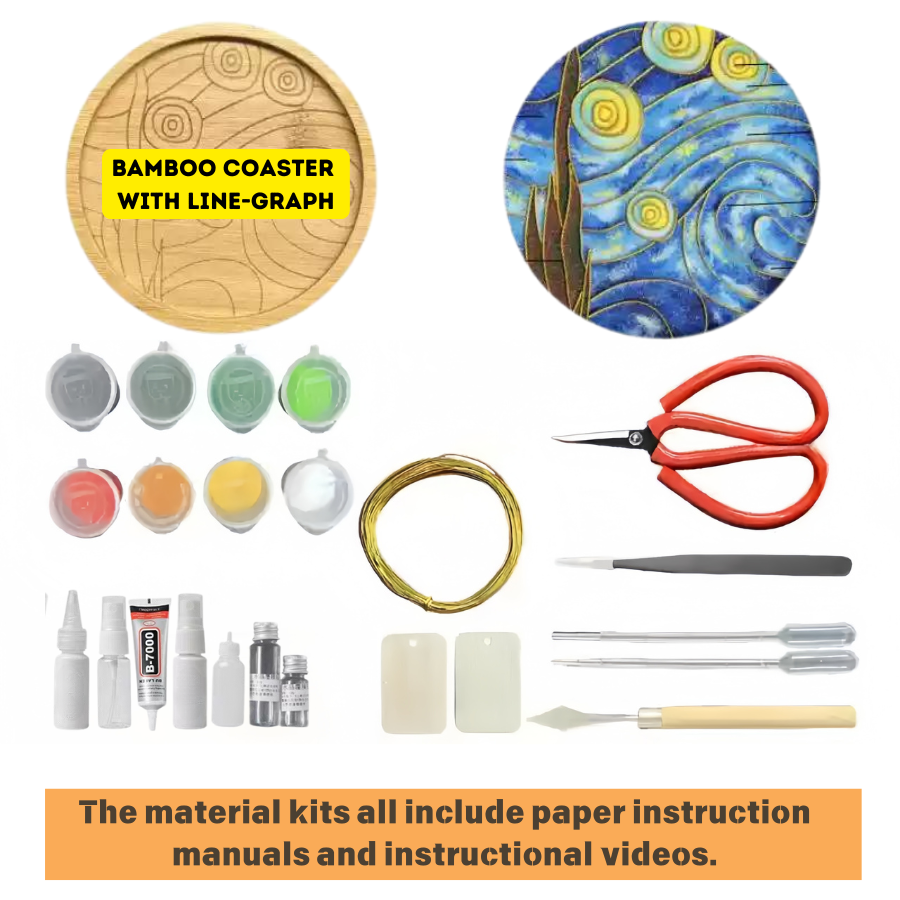 BAMBOO COASTER
WITH LINE-GRAPH
B-7000
The material kits all include paper instruction
manuals and instructional videos.